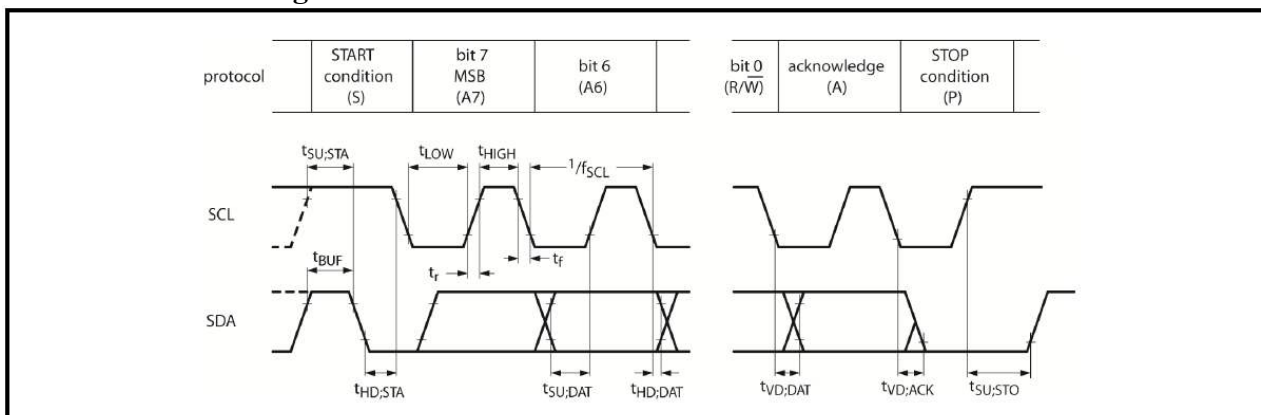 protocol
START
condition
(S)
bit 7
MSB
(A7)
bit 6
(A6)
bit 0
(R/W)
acknowledge
(A)
STOP
condition
(P)
tSU;STA
tLOW
tHIGH
1/fSCL
SCL
tBUF
tr
tf
SDA
tHD;STA
tSU;DAT
tHD;DAT
tVD;DAT
tVD;ACK
tSU;STO